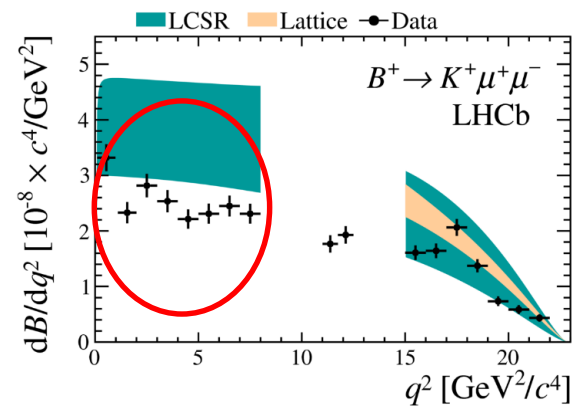 LCSR Lattice Data
B⁺→ K⁺μ⁺μ⁻
LHCb
dB/dq² [10⁻⁸ × c⁴/GeV²]
5
4
3
2
1
0
0 5 10 15 20
q² [GeV²/c⁴]